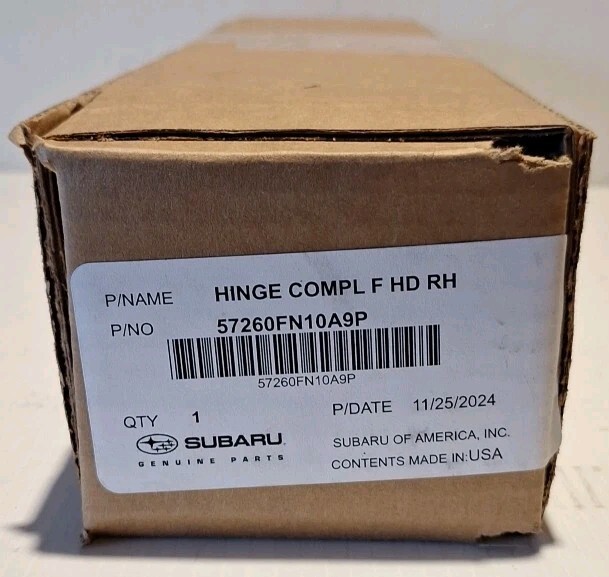 P/NAME HINGE COMPL F HD RH
P/NO 57260FN10A9P
57260FN10A9P
QTY 1 P/DATE 11/25/2024
SUBARU SUBARU OF AMERICA, INC.
GENUINE PARTS CONTENTS MADE IN:USA